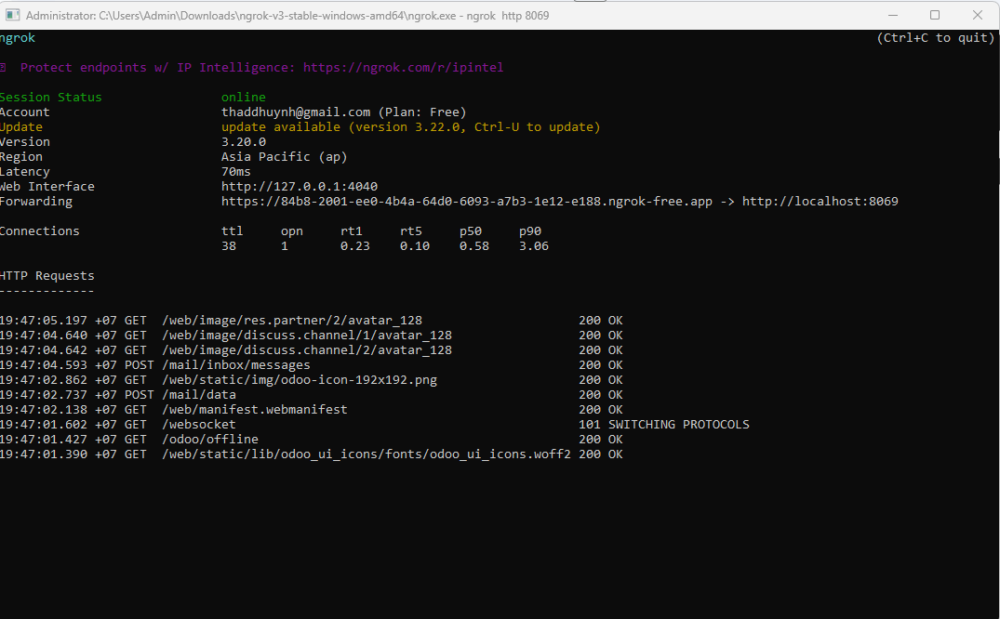 Administrator: C:\Users\Admin\Downloads\ngrok-v3-stable-windows-amd64\ngrok.exe - ngrok  http 8069
ngrok (Ctrl+C to quit)
Protect endpoints w/ IP Intelligence: https://ngrok.com/r/ipintel
Session Status online
Account thaddhuynh@gmail.com (Plan: Free)
Update update available (version 3.22.0, Ctrl-U to update)
Version 3.20.0
Region Asia Pacific (ap)
Latency 70ms
Web Interface http://127.0.0.1:4040
Forwarding https://84b8-2001-ee0-4b4a-64d0-6093-a7b3-1e12-e188.ngrok-free.app -> http://localhost:8069
Connections ttl opn rt1 rt5 p50 p90
38 1 0.23 0.10 0.58 3.06
HTTP Requests
-------------
19:47:05.197 +07 GET  /web/image/res.partner/2/avatar_128 200 OK
19:47:04.640 +07 GET  /web/image/discuss.channel/1/avatar_128 200 OK
19:47:04.642 +07 GET  /web/image/discuss.channel/2/avatar_128 200 OK
19:47:04.593 +07 POST /mail/inbox/messages 200 OK
19:47:02.862 +07 GET  /web/static/img/odoo-icon-192x192.png 200 OK
19:47:02.737 +07 POST /mail/data 200 OK
19:47:02.138 +07 GET  /web/manifest.webmanifest 200 OK
19:47:01.602 +07 GET  /websocket 101 SWITCHING PROTOCOLS
19:47:01.427 +07 GET  /odoo/offline 200 OK
19:47:01.390 +07 GET  /web/static/lib/odoo_ui_icons/fonts/odoo_ui_icons.woff2 200 OK